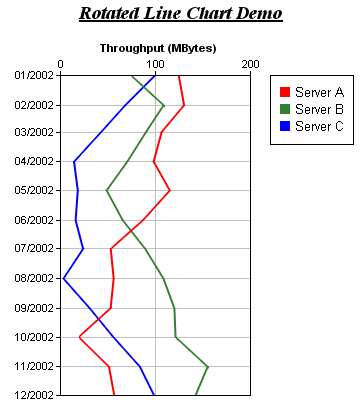 Rotated Line Chart Demo
Throughput (MBytes)
0 100 200
01/2002
02/2002
03/2002
04/2002
05/2002
06/2002
07/2002
08/2002
09/2002
10/2002
11/2002
12/2002
Server A
Server B
Server C